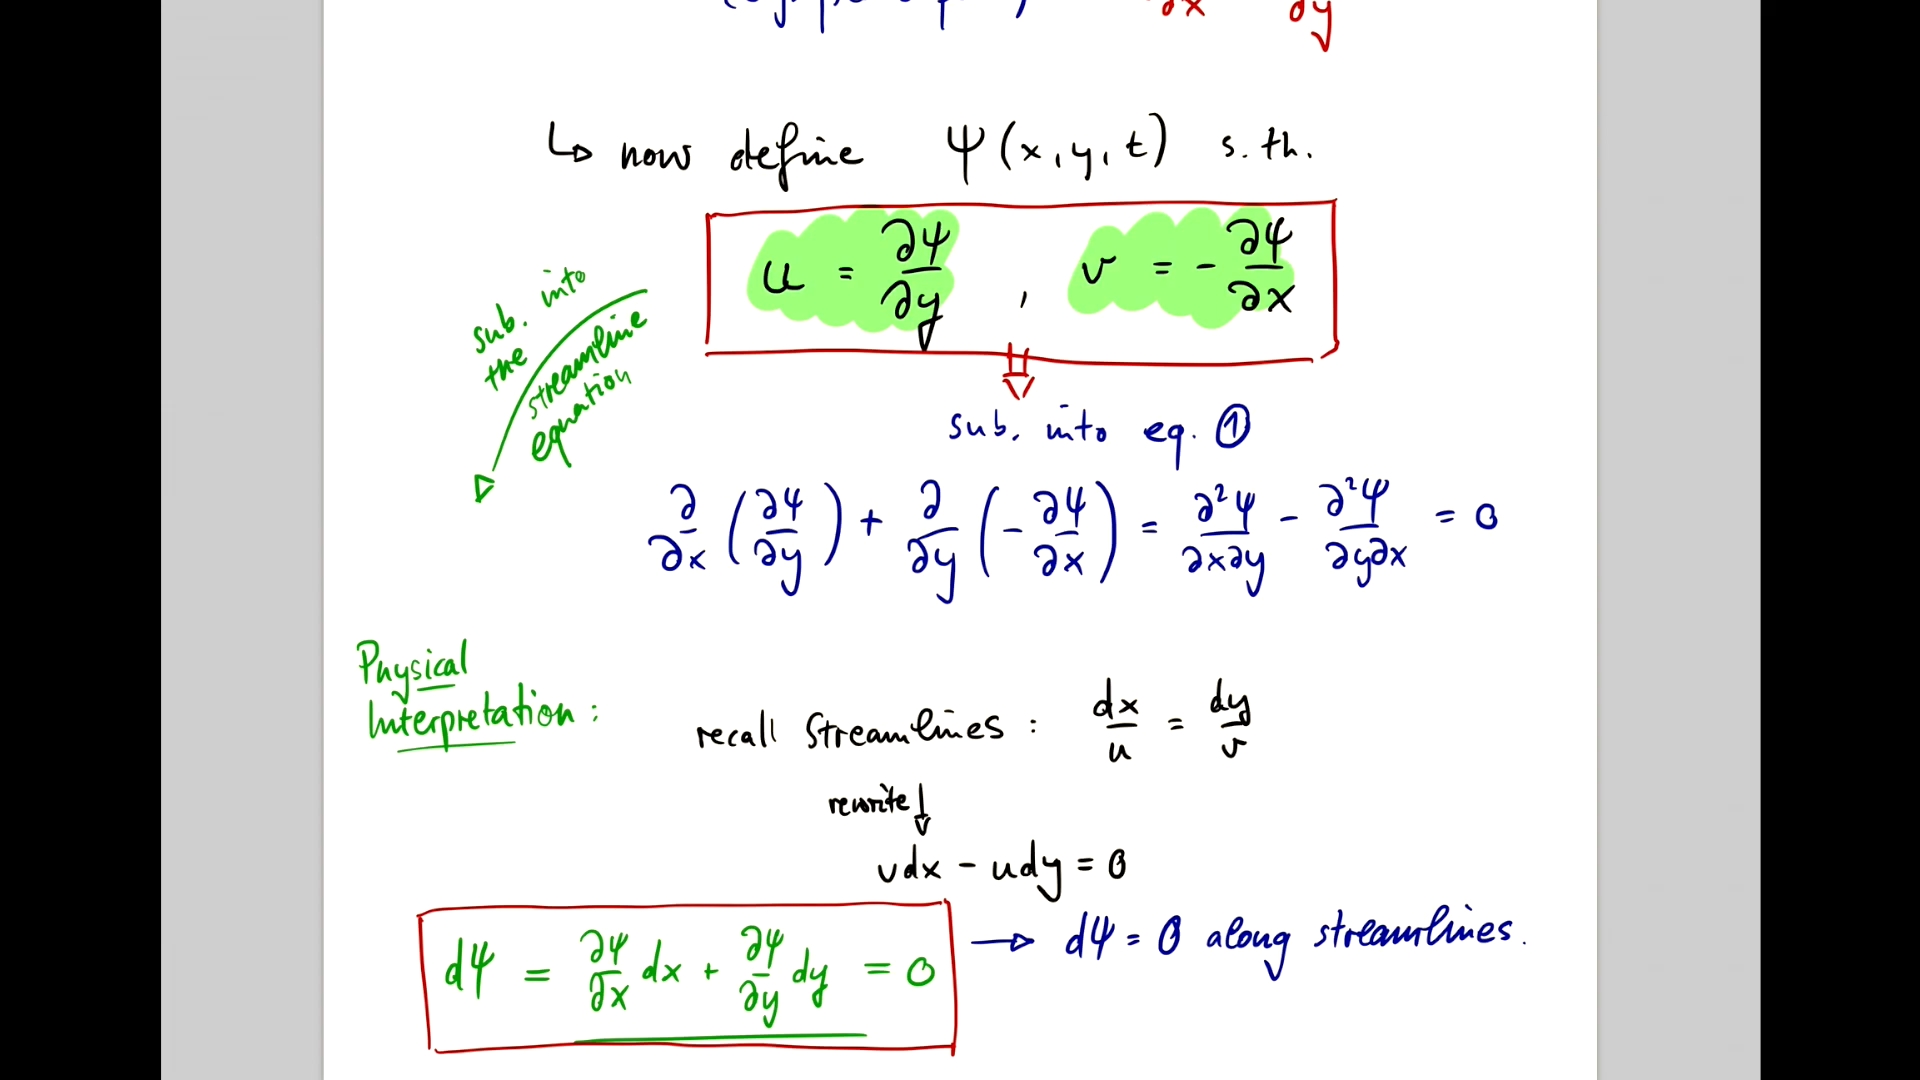 ∂x ∂y
↳ now define ψ(x, y, t) s.th.
u = ∂ψ/∂y , v = -∂ψ/∂x
sub. into
the
streamline
equation
sub. into eq. ①
∂/∂x (∂ψ/∂y) + ∂/∂y (-∂ψ/∂x) = ∂²ψ/∂x∂y - ∂²ψ/∂y∂x = 0
Physical
Interpretation :
recall Streamlines : dx/u = dy/v
rewrite ↓
vdx - udy = 0
dψ = ∂ψ/∂x dx + ∂ψ/∂y dy = 0 → dψ = 0 along streamlines.